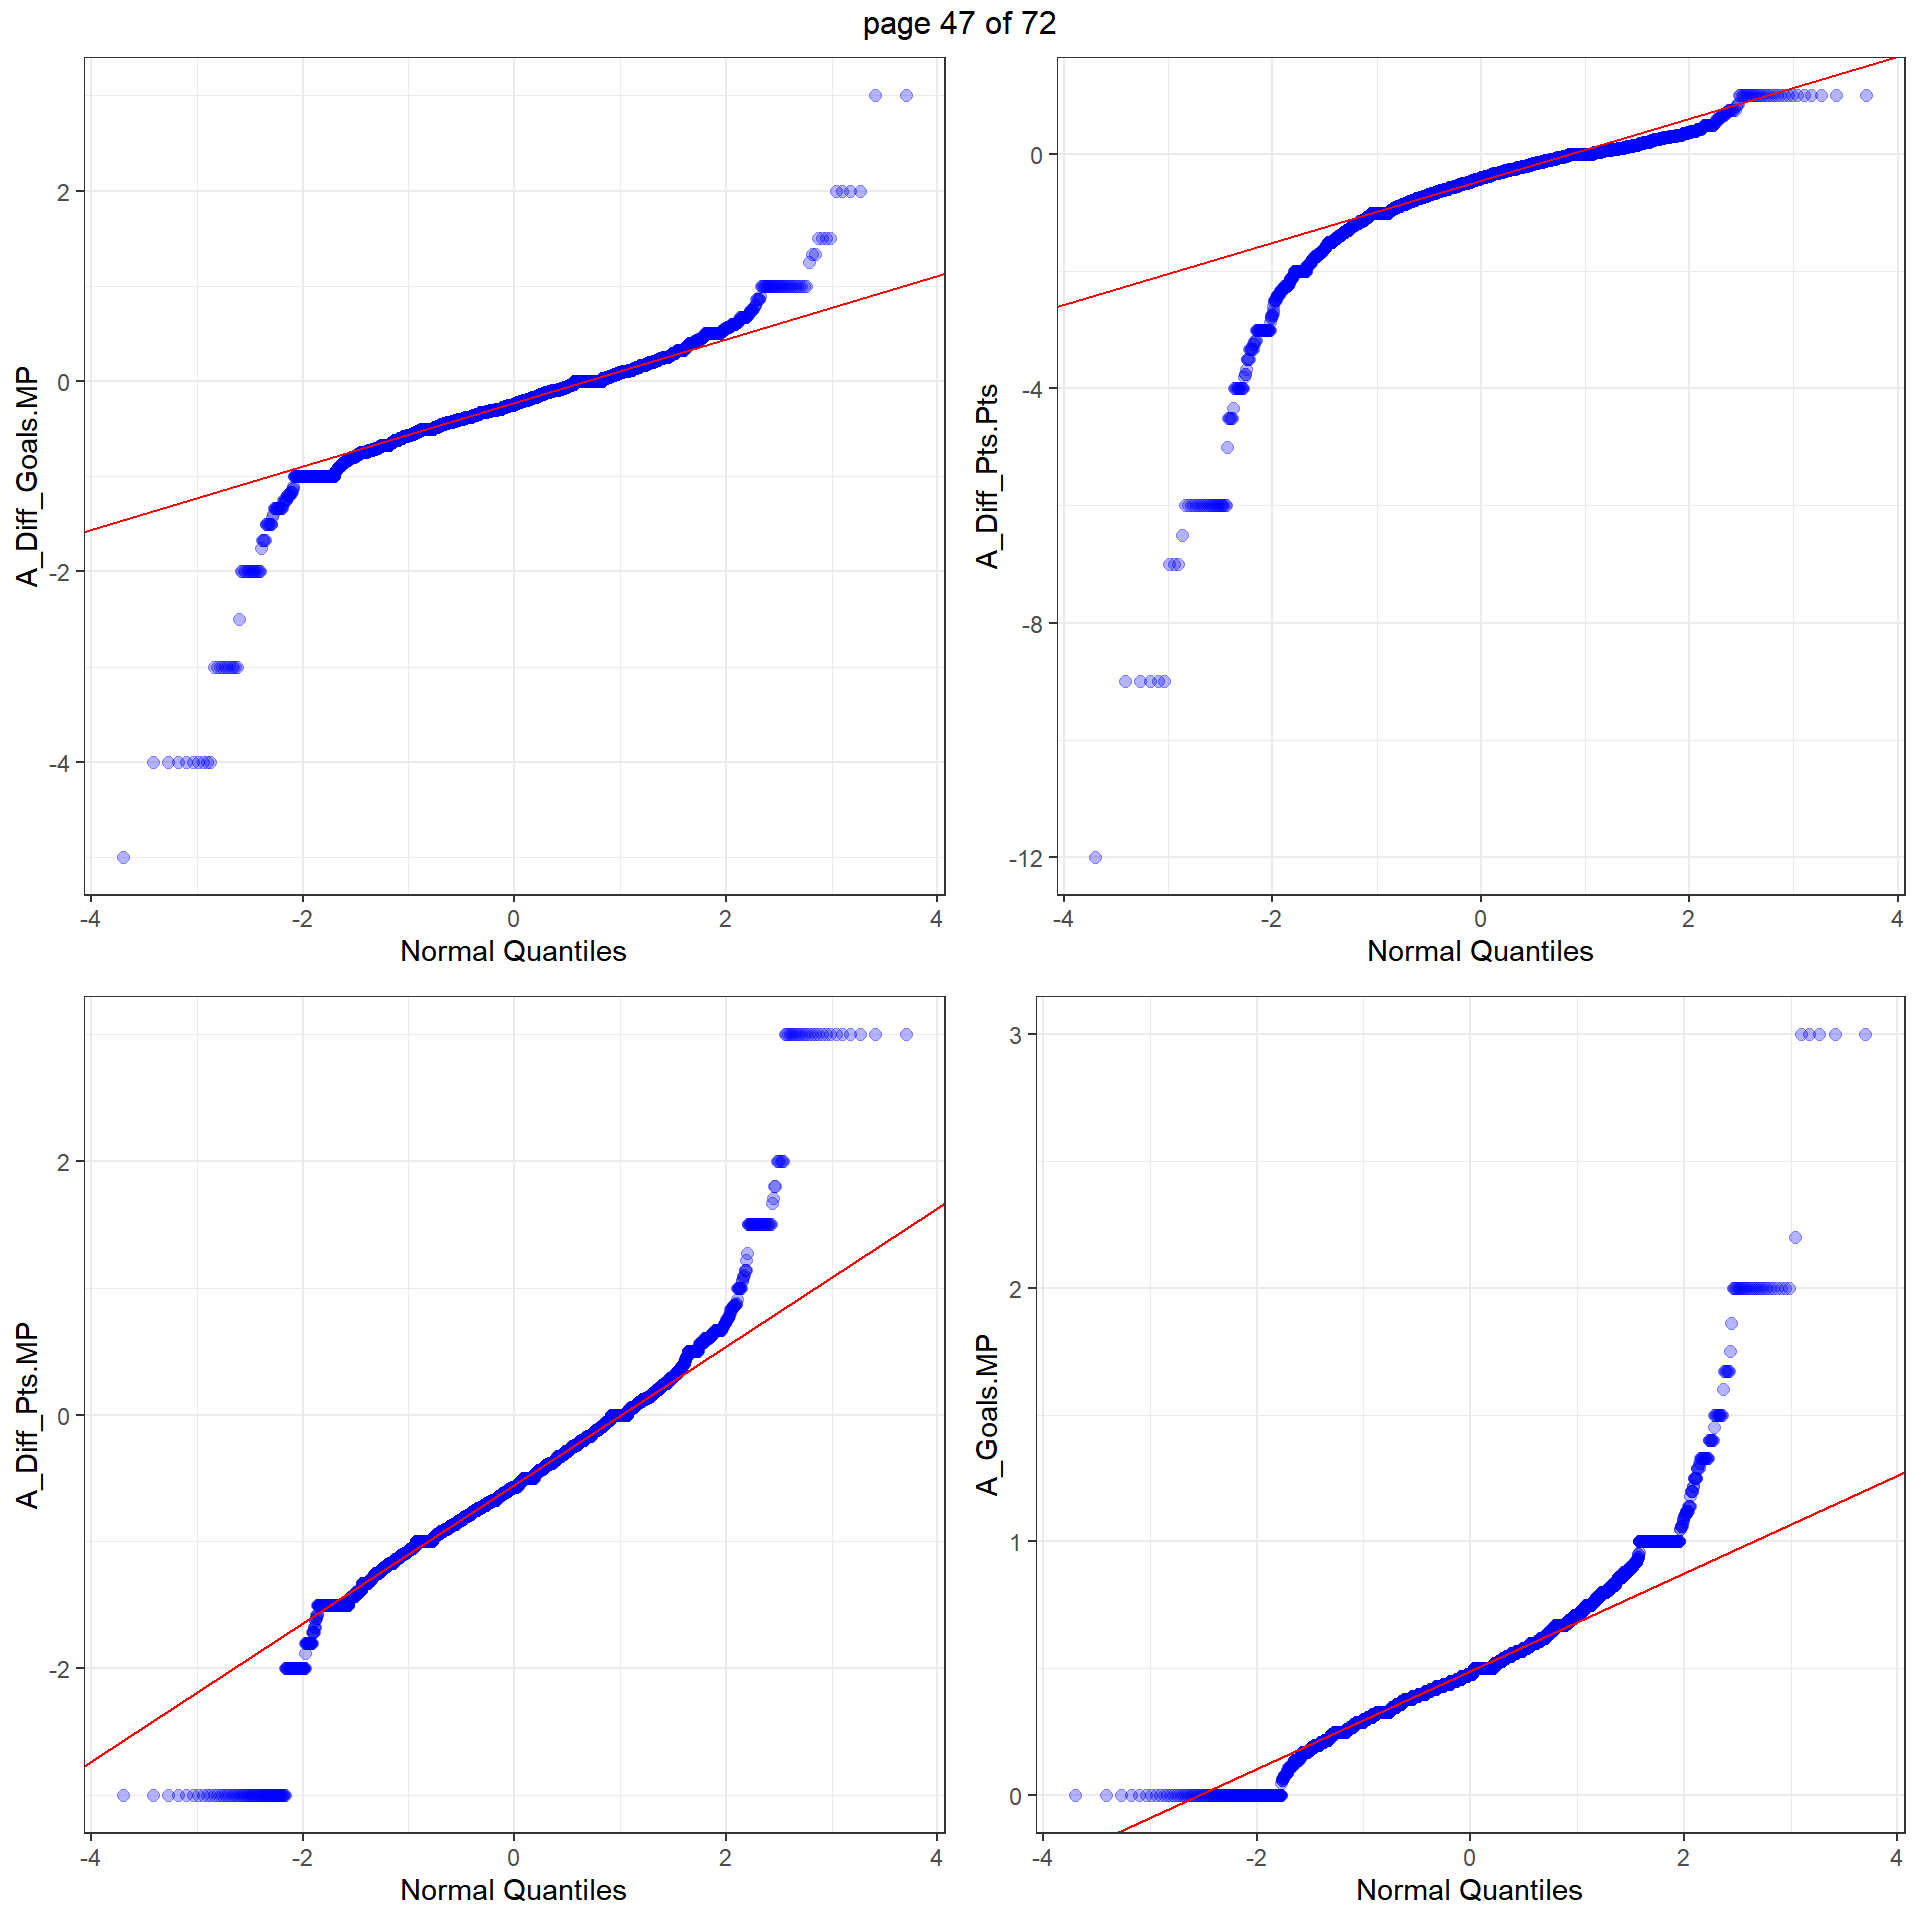 page 47 of 72
A_Diff_Goals.MP
2
0
-2
-4
-4 -2 0 2 4
Normal Quantiles
A_Diff_Pts.Pts
0
-4
-8
-12
-4 -2 0 2 4
Normal Quantiles
A_Diff_Pts.MP
2
0
-2
-4 -2 0 2 4
Normal Quantiles
A_Goals.MP
3
2
1
0
-4 -2 0 2 4
Normal Quantiles